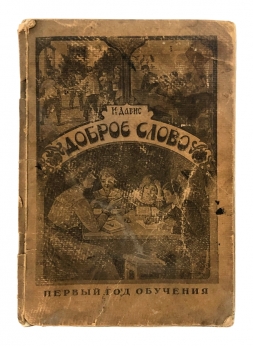 Н. ДАВИС
ДОБРОЕ СЛОВО
ПЕРВЫЙ ГОД ОБУЧЕНИЯ